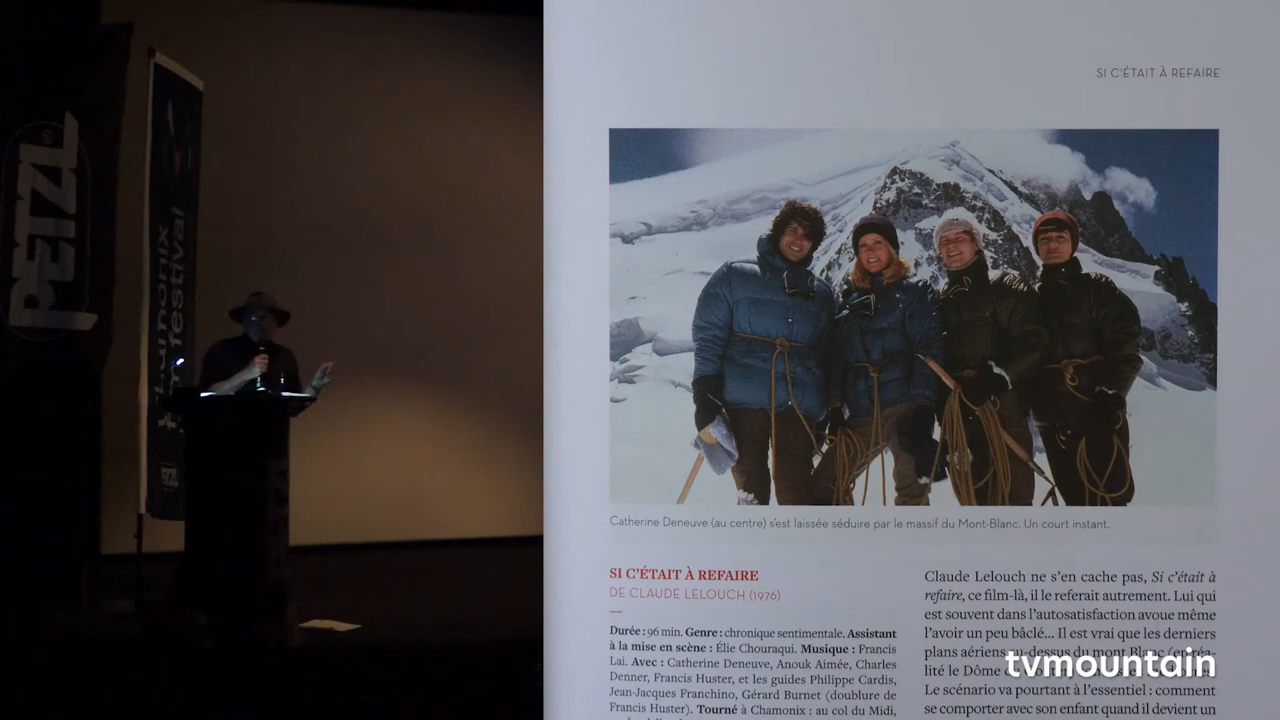 PETZL
chamonix
film festival
PETZL
SI C'ÉTAIT À REFAIRE
Catherine Deneuve (au centre) s'est laissée séduire par le massif du Mont-Blanc. Un court instant.
SI C'ÉTAIT À REFAIRE
DE CLAUDE LELOUCH (1976)
Durée : 96 min. Genre : chronique sentimentale. Assistant
à la mise en scène : Élie Chouraqui. Musique : Francis
Lai. Avec : Catherine Deneuve, Anouk Aimée, Charles
Denner, Francis Huster, et les guides Philippe Cardis,
Jean-Jacques Franchino, Gérard Burnet (doublure de
Francis Huster). Tourné à Chamonix : au col du Midi,
Claude Lelouch ne s'en cache pas, Si c'était à
refaire, ce film-là, il le referait autrement. Lui qui
est souvent dans l'autosatisfaction avoue même
l'avoir un peu bâclé... Il est vrai que les derniers
plans aériens au-dessus du mont Blanc (en réa-
lité le Dôme
Le scénario va pourtant à l'essentiel : comment
se comporter avec son enfant quand il devient un
tvmountain